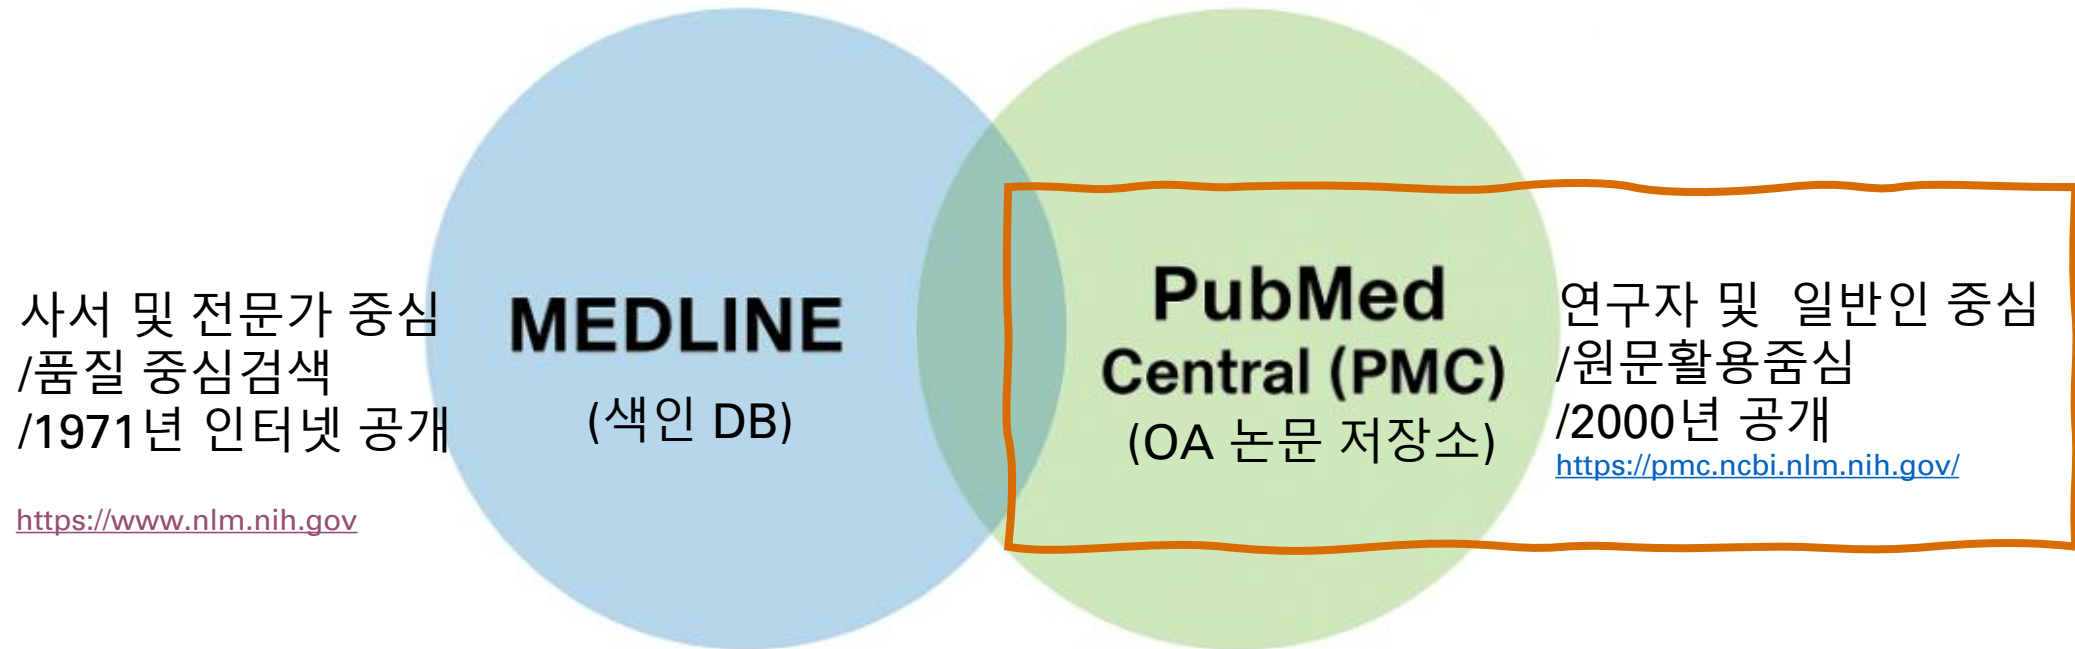 사서 및 전문가 중심
/품질 중심검색
/1971년 인터넷 공개
https://www.nlm.nih.gov
MEDLINE
(색인 DB)
PubMed
Central (PMC)
(OA 논문 저장소)
연구자 및 일반인 중심
/원문활용줌심
/2000년 공개
https://pmc.ncbi.nlm.nih.gov/